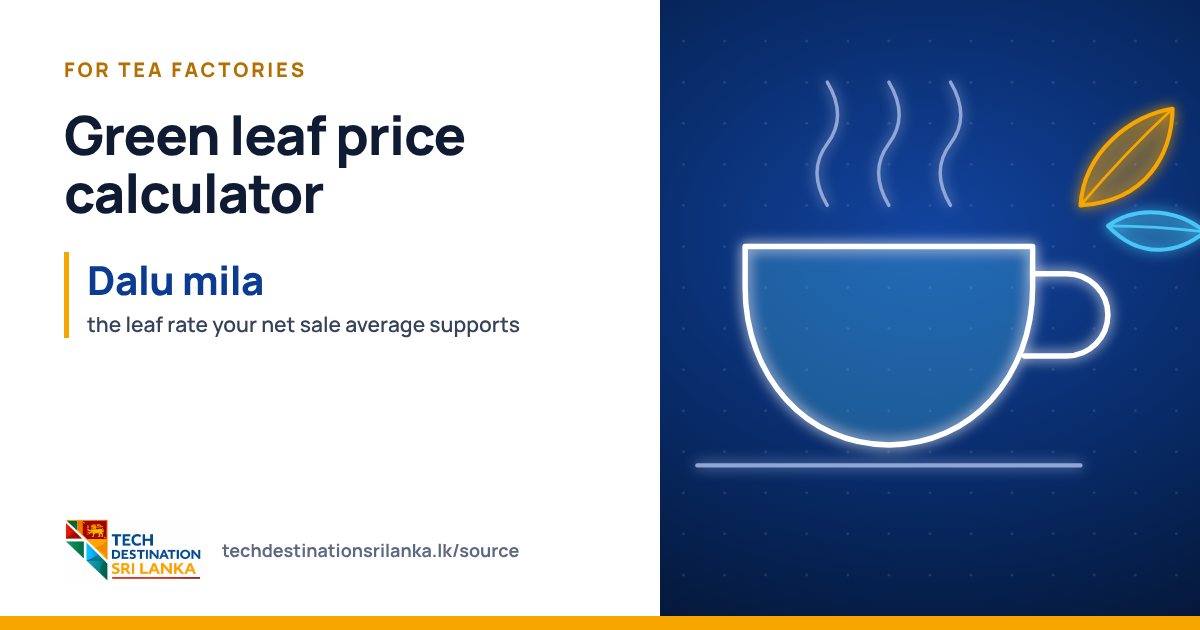 FOR TEA FACTORIES
Green leaf price
calculator
Dalu mila
the leaf rate your net sale average supports
TECH
DESTINATION
SRI LANKA
techdestinationsrilanka.lk/source